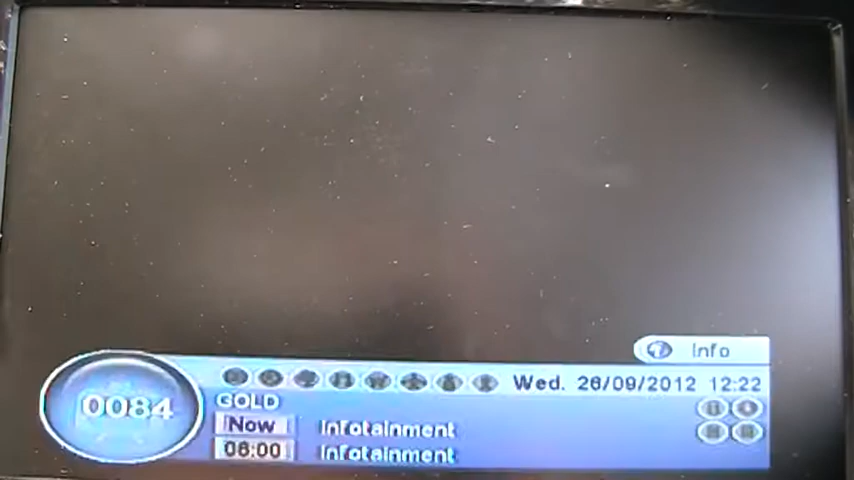 Info
Wed. 26/09/2012 12:22
0084
GOLD
Now Infotainment
06:00 Infotainment